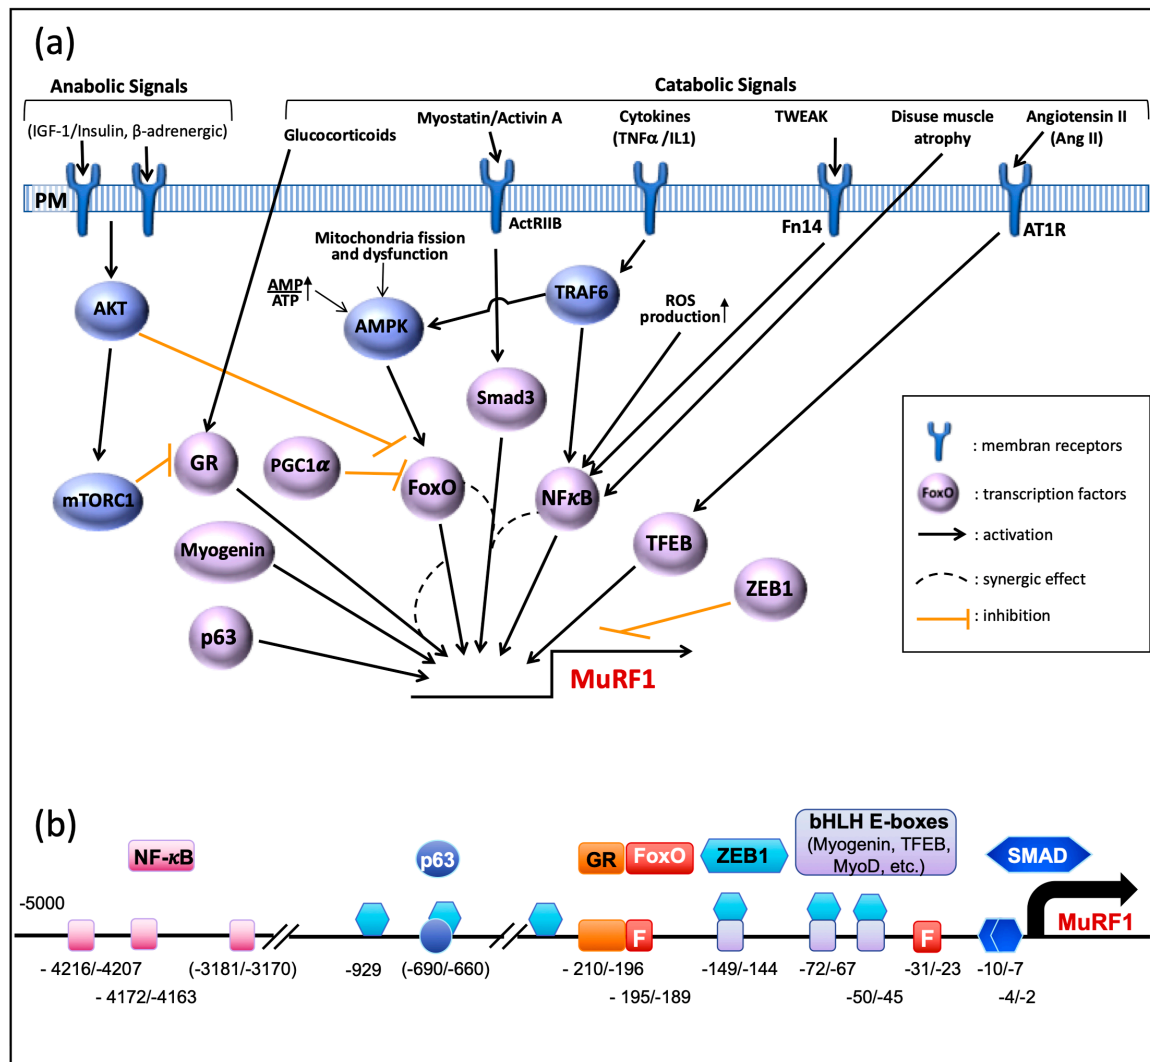 (a)
Anabolic Signals
Catabolic Signals
(IGF-1/Insulin, β-adrenergic)
Glucocorticoids
Myostatin/Activin A
Cytokines
(TNFα /IL1)
TWEAK
Disuse muscle
atrophy
Angiotensin II
(Ang II)
PM
ActRIIB
Fn14
AT1R
Mitochondria fission
and dysfunction
AMP
ATP
AKT
AMPK
TRAF6
ROS
production
Smad3
mTORC1
GR
PGC1α
FoxO
NFκB
TFEB
Myogenin
ZEB1
p63
MuRF1
: membran receptors
FoxO
: transcription factors
: activation
: synergic effect
: inhibition
(b)
NF-κB
p63
GR
FoxO
ZEB1
bHLH E-boxes
(Myogenin, TFEB,
MyoD, etc.)
SMAD
-5000
MuRF1
F
F
- 4216/-4207
(-3181/-3170)
-929
(-690/-660)
- 210/-196
-149/-144
-72/-67
-31/-23
-10/-7
- 4172/-4163
- 195/-189
-50/-45
-4/-2